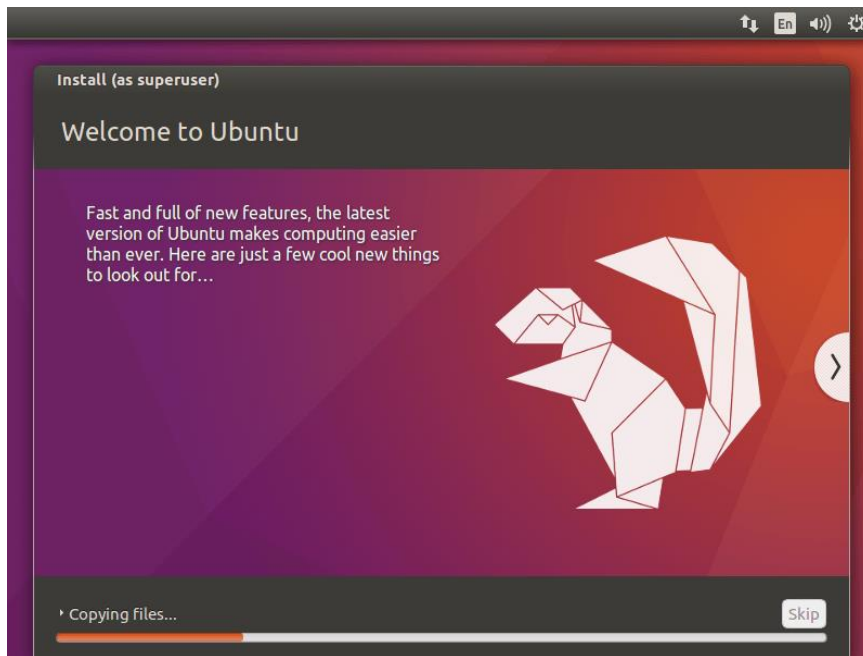 En
Install (as superuser)
Welcome to Ubuntu
Fast and full of new features, the latest
version of Ubuntu makes computing easier
than ever. Here are just a few cool new things
to look out for…
Copying files...
Skip